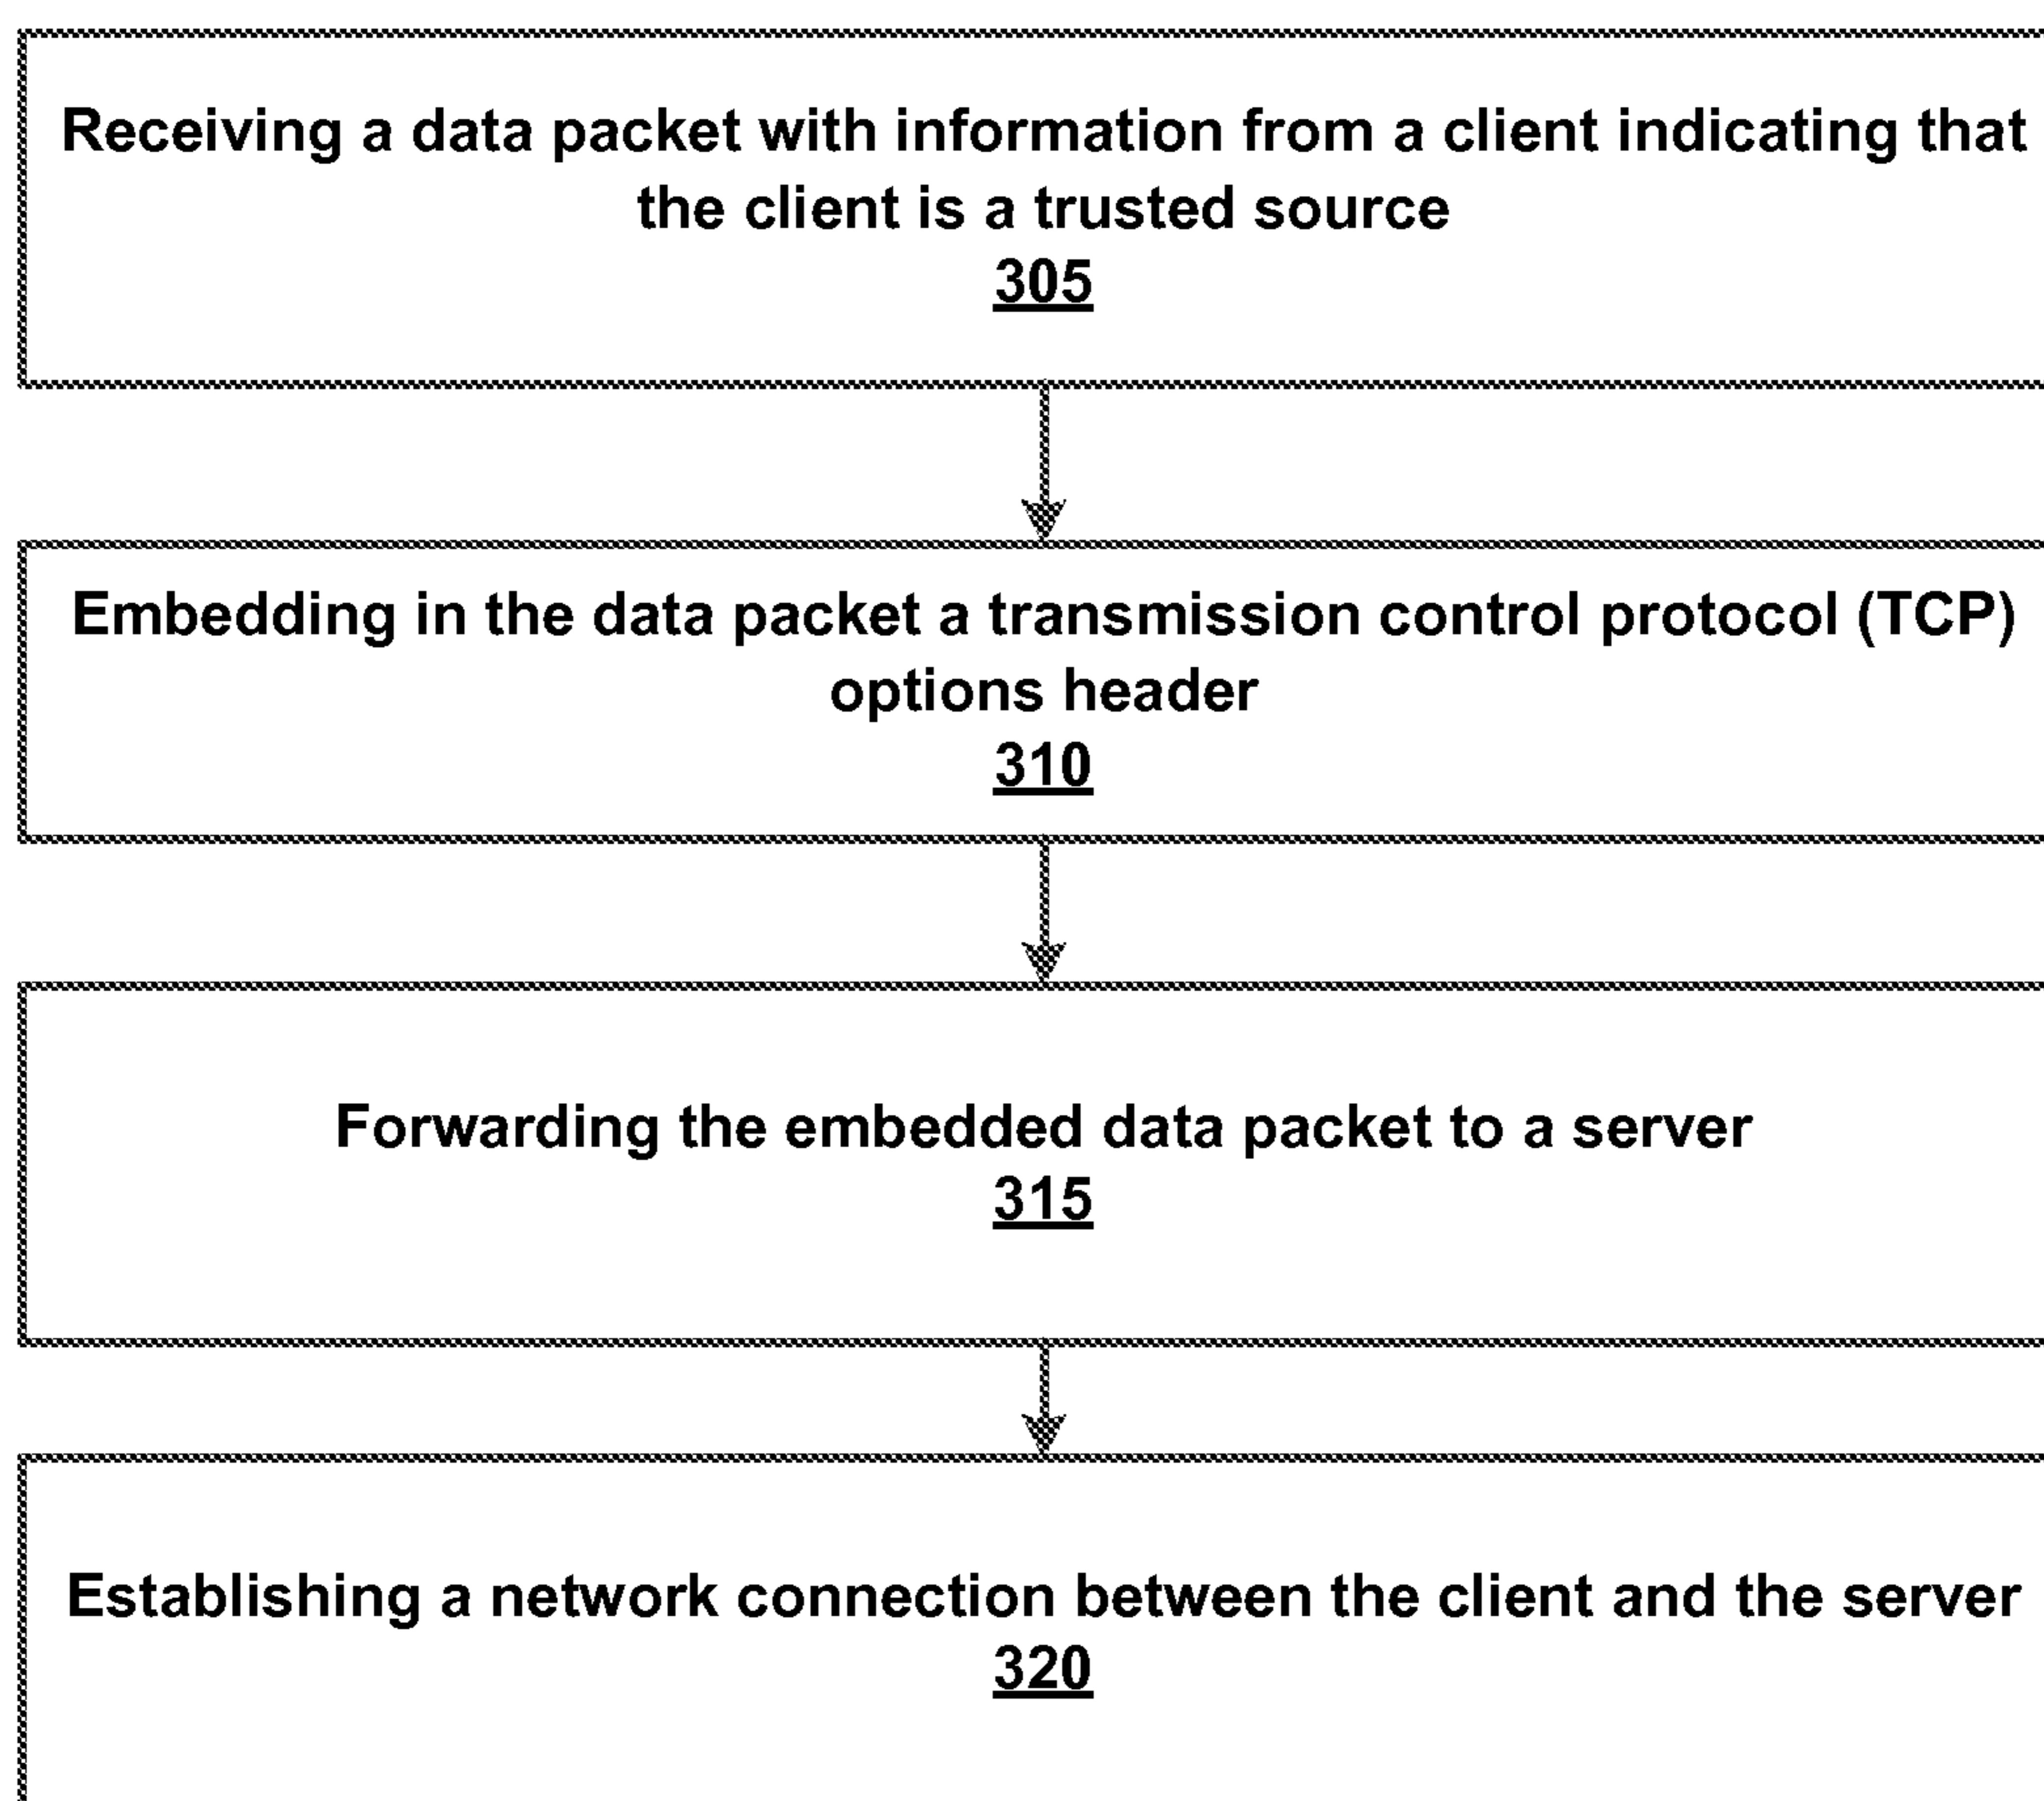 Receiving a data packet with information from a client indicating that
the client is a trusted source
305
Embedding in the data packet a transmission control protocol (TCP)
options header
310
Forwarding the embedded data packet to a server
315
Establishing a network connection between the client and the server
320